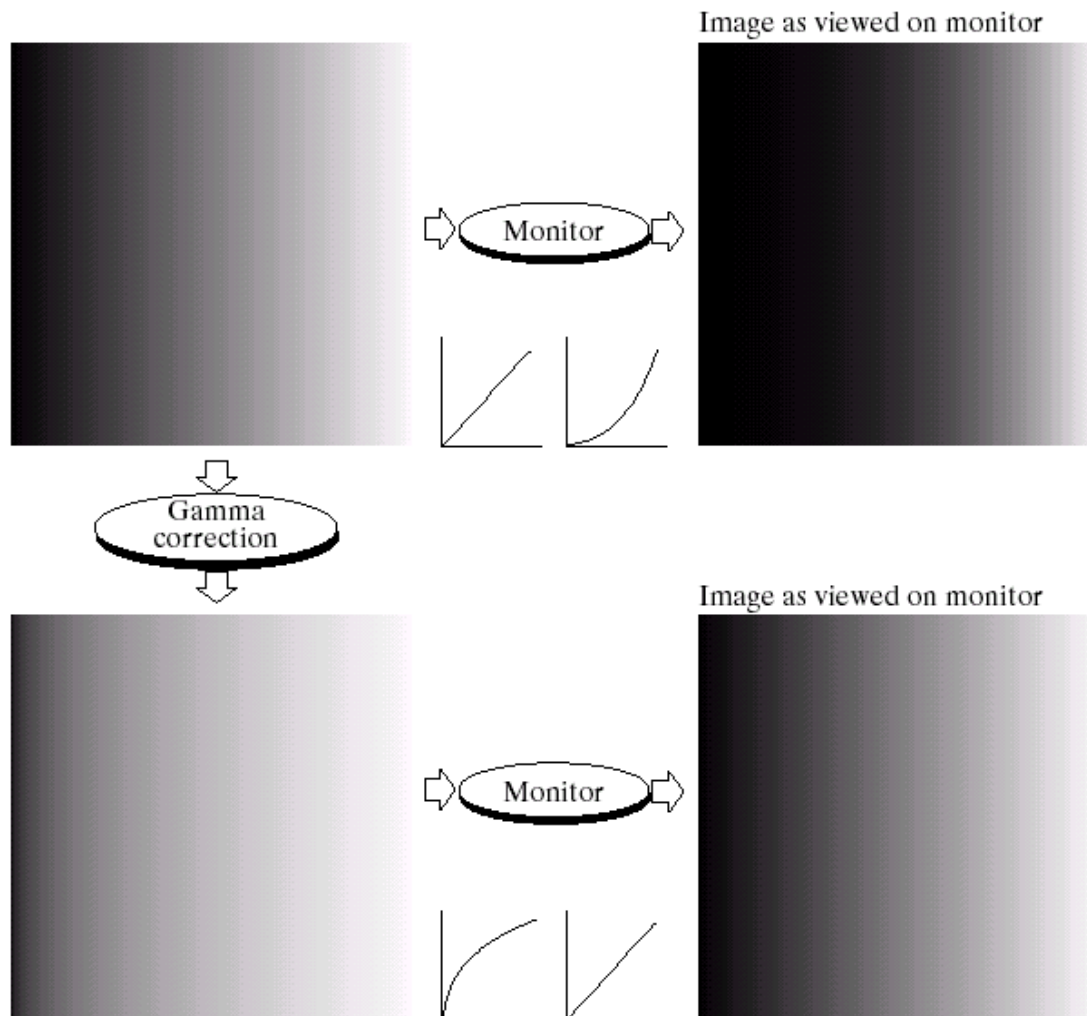 Image as viewed on monitor
Monitor
Gamma
correction
Image as viewed on monitor
Monitor